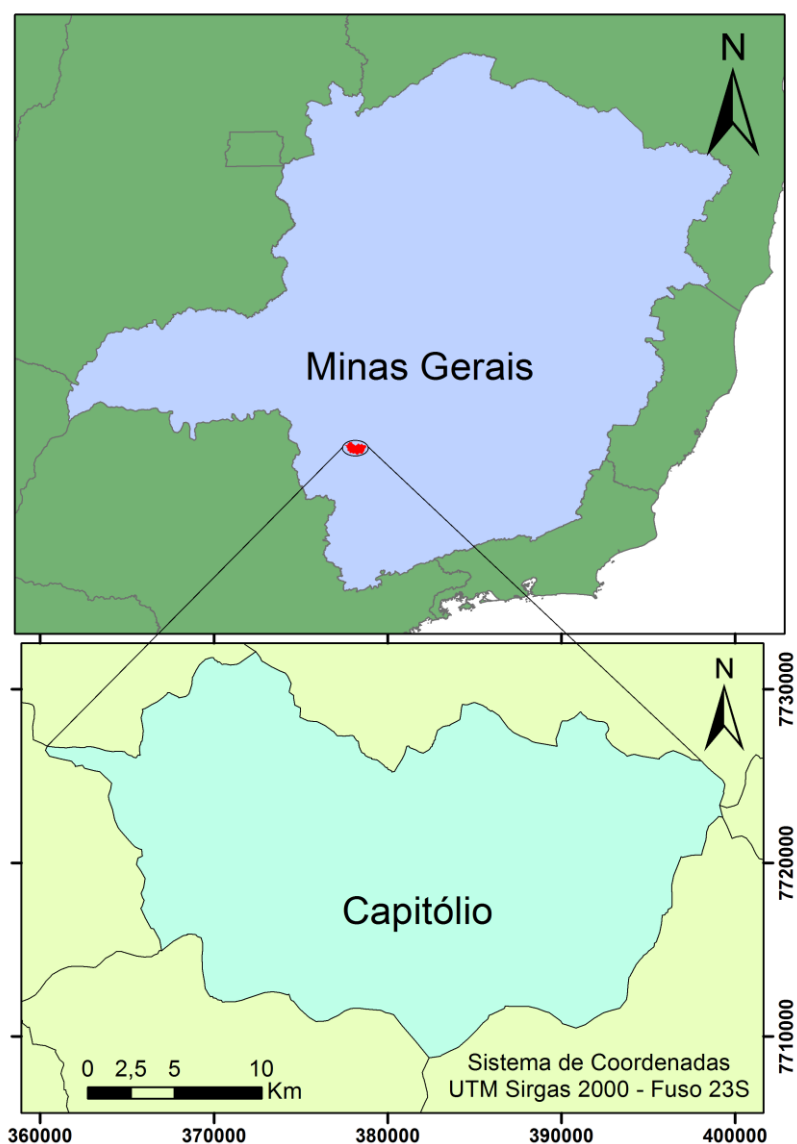 N
Minas Gerais
N
7730000
7720000
Capitólio
7710000
0 2,5 5 10
Km
Sistema de Coordenadas
UTM Sirgas 2000 - Fuso 23S
360000 370000 380000 390000 400000